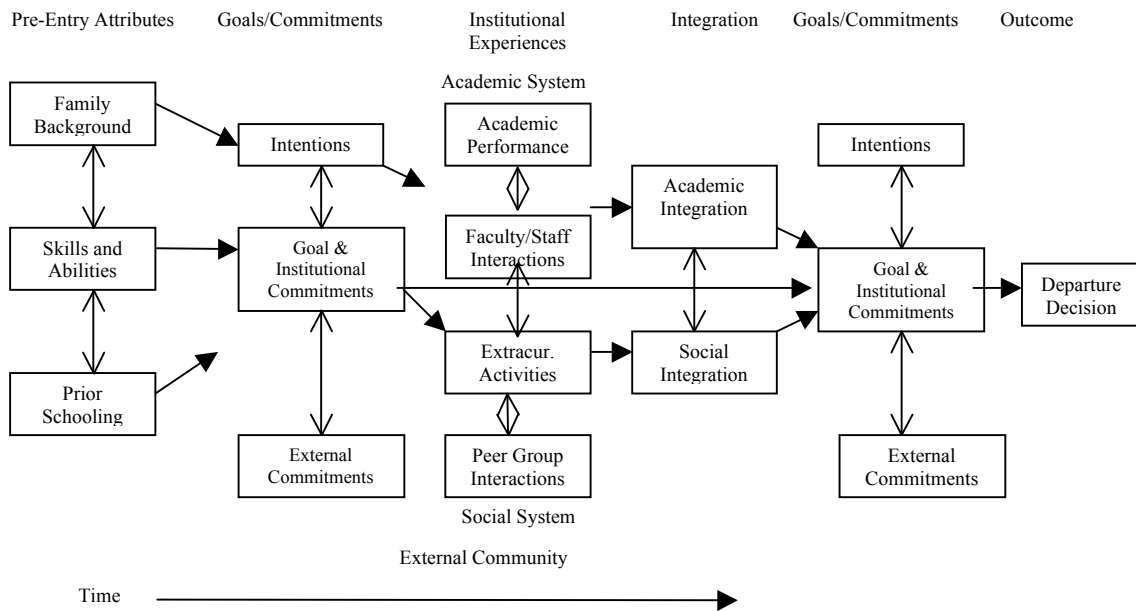 Pre-Entry Attributes
Goals/Commitments
Institutional
Experiences
Integration
Goals/Commitments
Outcome
Academic System
Family
Background
Skills and
Abilities
Prior
Schooling
Intentions
Goal &
Institutional
Commitments
External
Commitments
Academic
Performance
Faculty/Staff
Interactions
Extracur.
Activities
Peer Group
Interactions
Social System
Academic
Integration
Social
Integration
Intentions
Goal &
Institutional
Commitments
External
Commitments
Departure
Decision
External Community
Time